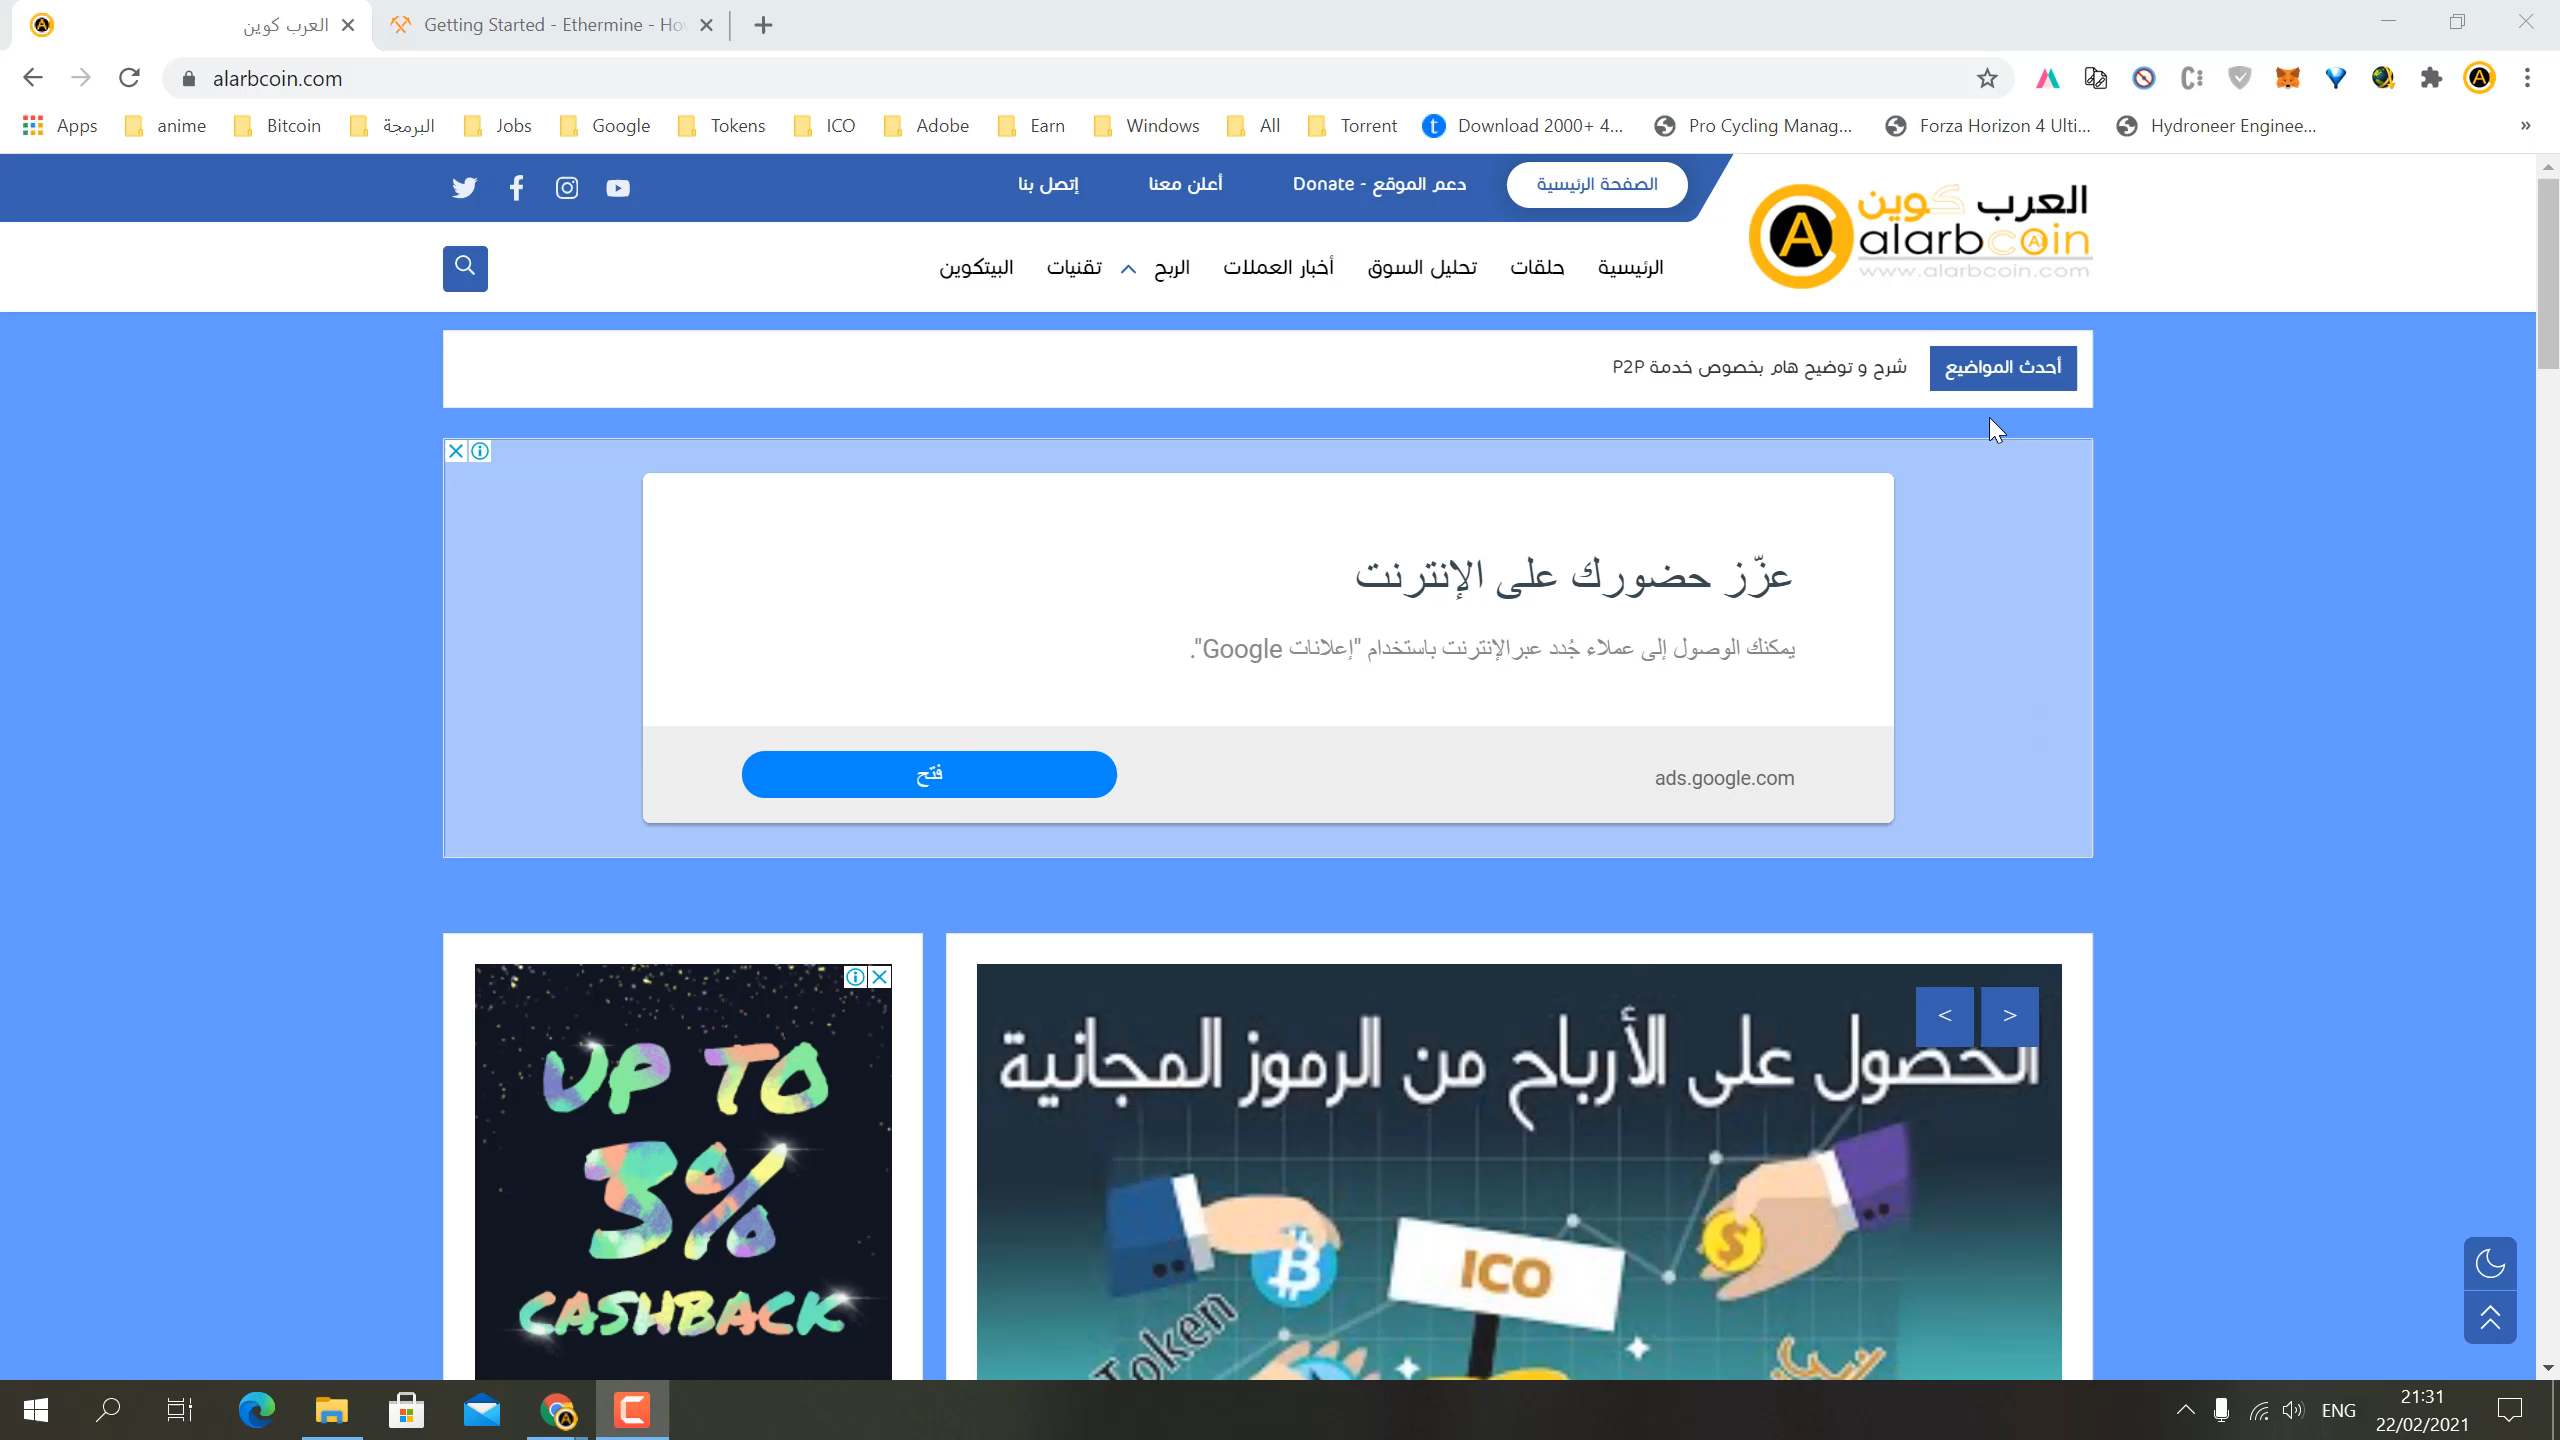 العرب كوين
Getting Started - Ethermine - Ho
alarbcoin.com
Apps
anime
Bitcoin
البرمجة
Jobs
Google
Tokens
ICO
Adobe
Earn
Windows
All
Torrent
Download 2000+ 4...
Pro Cycling Manag...
Forza Horizon 4 Ulti...
Hydroneer Enginee...
»
الصفحة الرئيسية
دعم الموقع - Donate
أعلن معنا
إتصل بنا
العرب كوين
alarbcoin
www.alarbcoin.com
الرئيسية
حلقات
تحليل السوق
أخبار العملات
الربح
تقنيات
البيتكوين
أحدث المواضيع
شرح و توضيح هام بخصوص خدمة P2P
عزّز حضورك على الإنترنت
يمكنك الوصول إلى عملاء جُدد عبر الإنترنت باستخدام "إعلانات Google".
فتح
ads.google.com
UP TO
3%
CASHBACK
< >
الحصول على الأرباح من الرموز المجانية
ICO
Token
ENG
21:31
22/02/2021